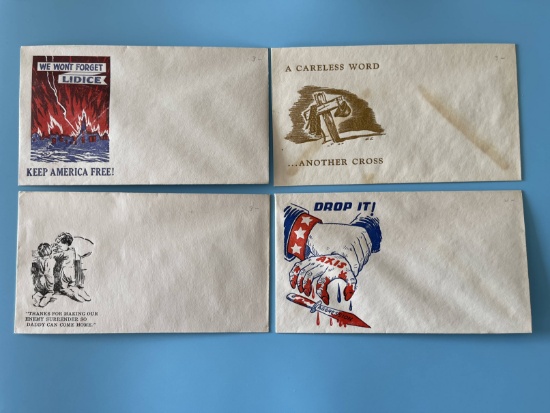 WE WONT FORGET
LIDICE
KEEP AMERICA FREE!
A CARELESS WORD
...ANOTHER CROSS
"THANKS FOR MAKING OUR
ENEMY SURRENDER SO
DADDY CAN COME HOME."
DROP IT!
AXIS